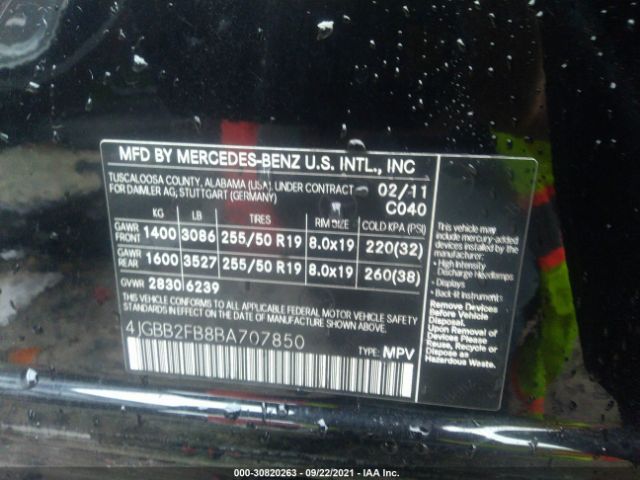 MFD BY MERCEDES-BENZ U.S. INTL., INC
TUSCALOOSA COUNTY, ALABAMA (USA), UNDER CONTRACT 02/11
FOR DAIMLER AG, STUTTGART (GERMANY) C040
KG LB TIRES RIM SIZE COLD KPA (PSI)
GAWR FRONT 1400 3086 255/50 R19 8.0x19 220(32)
GAWR REAR 1600 3527 255/50 R19 8.0x19 260(38)
GVWR 2830 6239
THIS VEHICLE CONFORMS TO ALL APPLICABLE FEDERAL MOTOR VEHICLE SAFETY
STANDARDS IN EFFECT ON THE DATE OF MANUFACTURE SHOWN ABOVE.
4JGBB2FB8BA707850
TYPE: MPV
This vehicle may
include mercury-added
devices installed by the
manufacturer:
- High Intensity
Discharge Headlamps
- Displays
- Back-lit Instruments
Remove Devices
Before Vehicle
Disposal.
Upon Removal of
Devices Please
Reuse, Recycle or
Dispose as
Hazardous Waste.
000-30820263 - 09/22/2021 - IAA Inc.